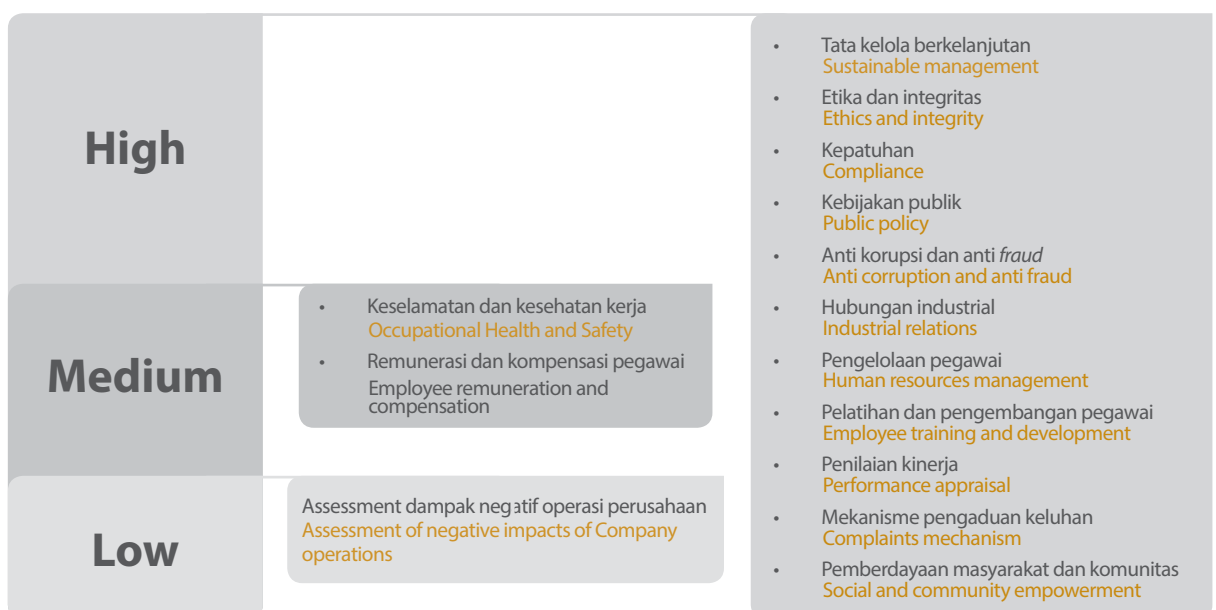 High
• Tata kelola berkelanjutan
Sustainable management
• Etika dan integritas
Ethics and integrity
• Kepatuhan
Compliance
• Kebijakan publik
Public policy
• Anti korupsi dan anti fraud
Anti corruption and anti fraud
• Hubungan industrial
Industrial relations
• Pengelolaan pegawai
Human resources management
• Pelatihan dan pengembangan pegawai
Employee training and development
• Penilaian kinerja
Performance appraisal
• Mekanisme pengaduan keluhan
Complaints mechanism
• Pemberdayaan masyarakat dan komunitas
Social and community empowerment
Medium
• Keselamatan dan kesehatan kerja
Occupational Health and Safety
• Remunerasi dan kompensasi pegawai
Employee remuneration and
compensation
Low
Assessment dampak negatif operasi perusahaan
Assessment of negative impacts of Company
operations